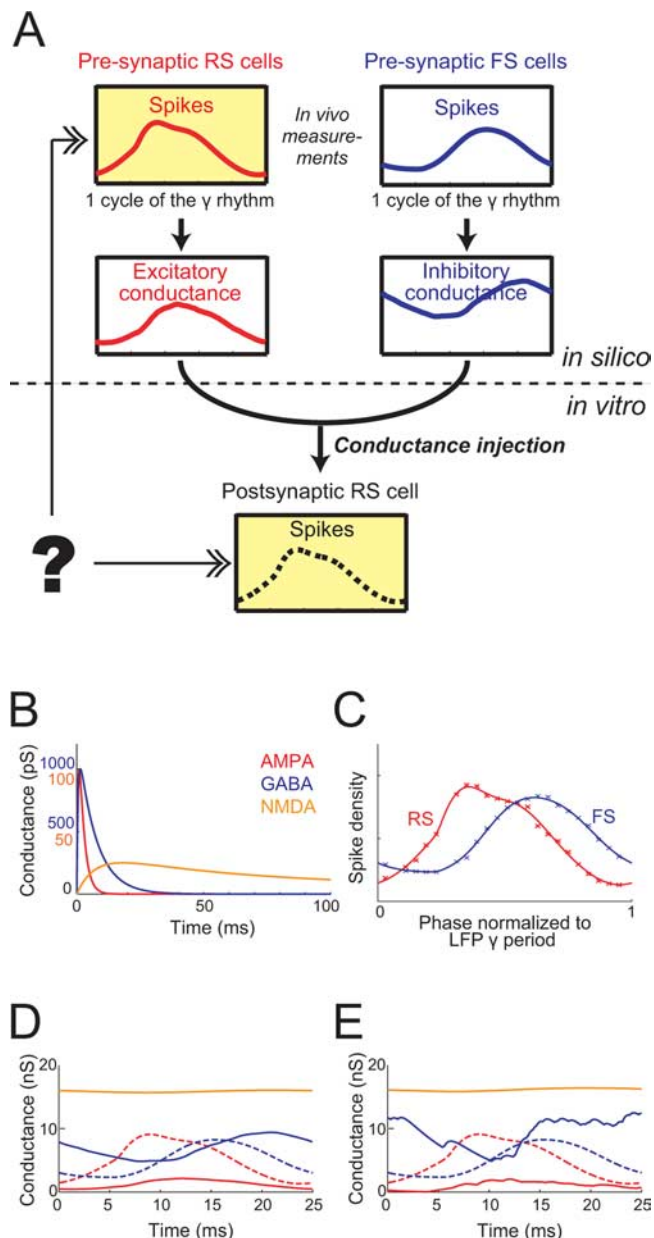 A
Pre-synaptic RS cells
Pre-synaptic FS cells
Spikes
In vivo
measure-
ments
Spikes
1 cycle of the γ rhythm
1 cycle of the γ rhythm
Excitatory
conductance
Inhibitory
conductance
in silico
in vitro
Conductance injection
Postsynaptic RS cell
Spikes
?
B
Conductance (pS)
1000
100
500
50
0
AMPA
GABA
NMDA
0
50
100
Time (ms)
C
Spike density
RS
FS
0
1
Phase normalized to
LFP γ period
D
Conductance (nS)
20
10
0
0
5
10
15
20
25
Time (ms)
E
Conductance (nS)
20
10
0
0
5
10
15
20
25
Time (ms)